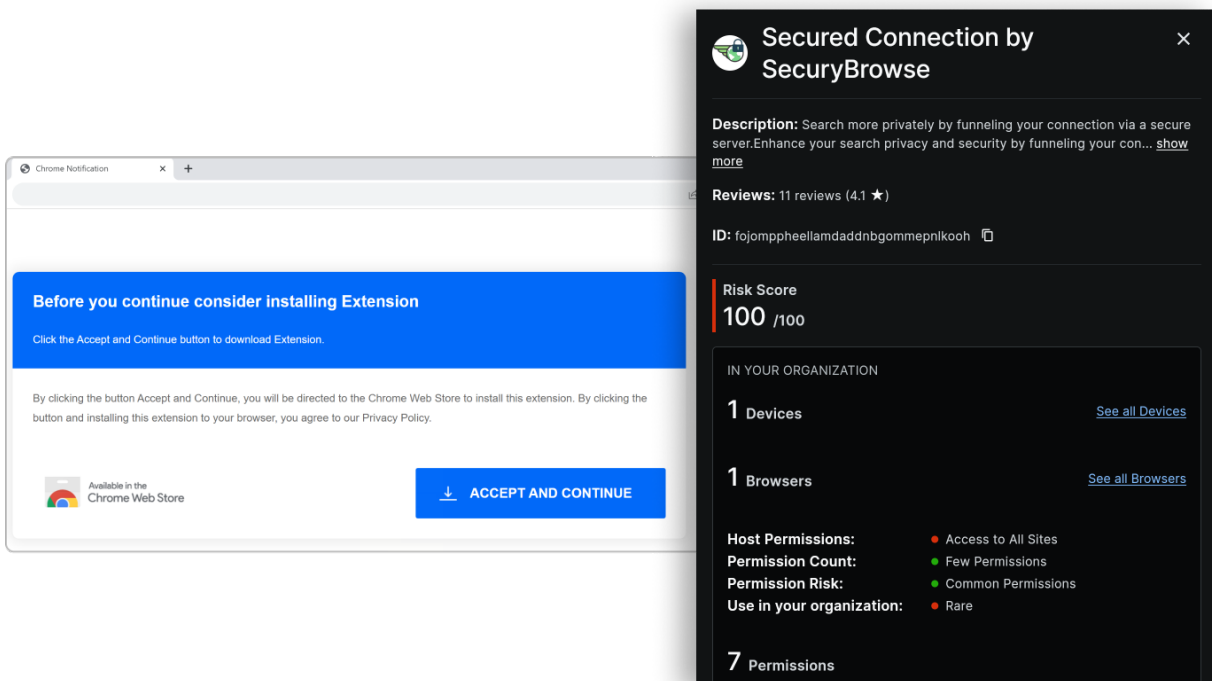 Chrome Notification
Before you continue consider installing Extension
Click the Accept and Continue button to download Extension.
By clicking the button Accept and Continue, you will be directed to the Chrome Web Store to install this extension. By clicking the
button and installing this extension to your browser, you agree to our Privacy Policy.
Available in the
Chrome Web Store
ACCEPT AND CONTINUE
Secured Connection by
SecuryBrowse
Description: Search more privately by funneling your connection via a secure
server.Enhance your search privacy and security by funneling your con... show
more
Reviews: 11 reviews (4.1 ★)
ID: fojomppheellamdaddnbgommepnlkooh
Risk Score
100 /100
IN YOUR ORGANIZATION
1 Devices
See all Devices
1 Browsers
See all Browsers
Host Permissions: Access to All Sites
Permission Count: Few Permissions
Permission Risk: Common Permissions
Use in your organization: Rare
7 Permissions